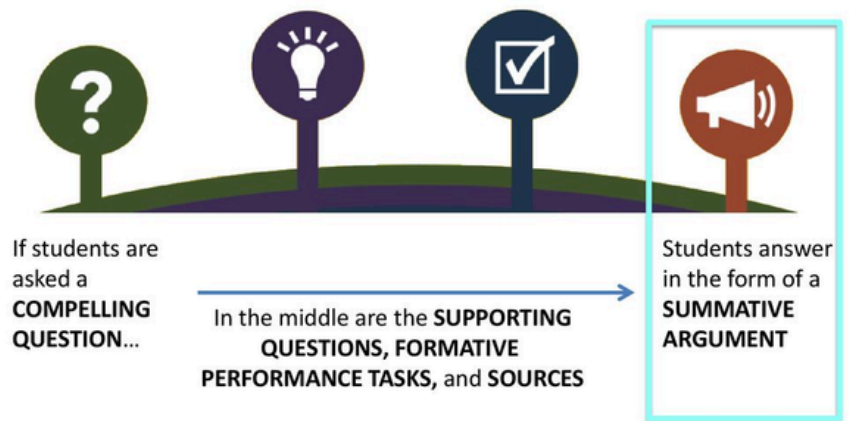 If students are
asked a
COMPELLING
QUESTION…
In the middle are the SUPPORTING
QUESTIONS, FORMATIVE
PERFORMANCE TASKS, and SOURCES
Students answer
in the form of a
SUMMATIVE
ARGUMENT